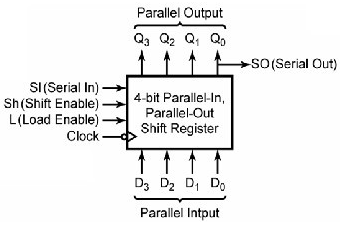 Parallel Output
Q3 Q2 Q1 Q0
SO (Serial Out)
SI (Serial In)
Sh (Shift Enable)
L (Load Enable)
Clock
4-bit Parallel-In,
Parallel-Out
Shift Register
D3 D2 D1 D0
Parallel Intput